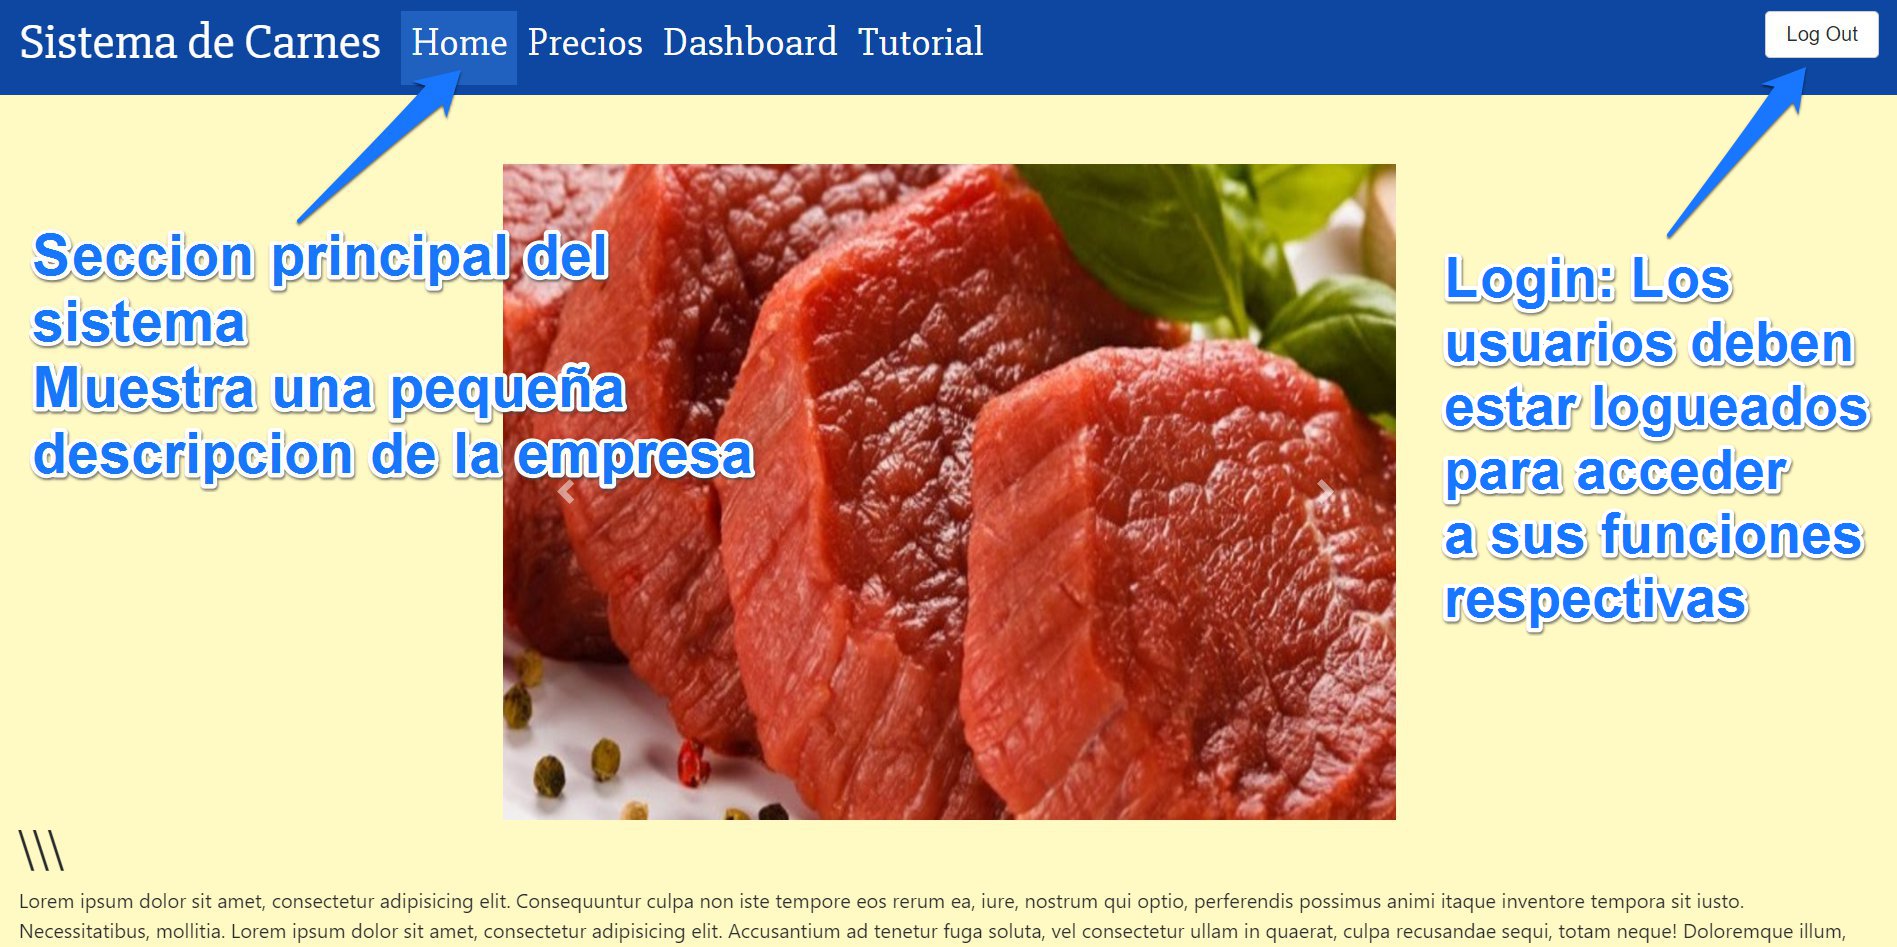 Sistema de Carnes Home Precios Dashboard Tutorial Log Out
Seccion principal del
sistema
Muestra una pequeña
descripcion de la empresa
Login: Los
usuarios deben
estar logueados
para acceder
a sus funciones
respectivas
\\\
Lorem ipsum dolor sit amet, consectetur adipisicing elit. Consequuntur culpa non iste tempore eos rerum ea, iure, nostrum qui optio, perferendis possimus animi itaque inventore tempora sit iusto.
Necessitatibus, mollitia. Lorem ipsum dolor sit amet, consectetur adipisicing elit. Accusantium ad tenetur fuga soluta, vel consectetur ullam in quaerat, culpa recusandae sequi, totam neque! Doloremque illum,